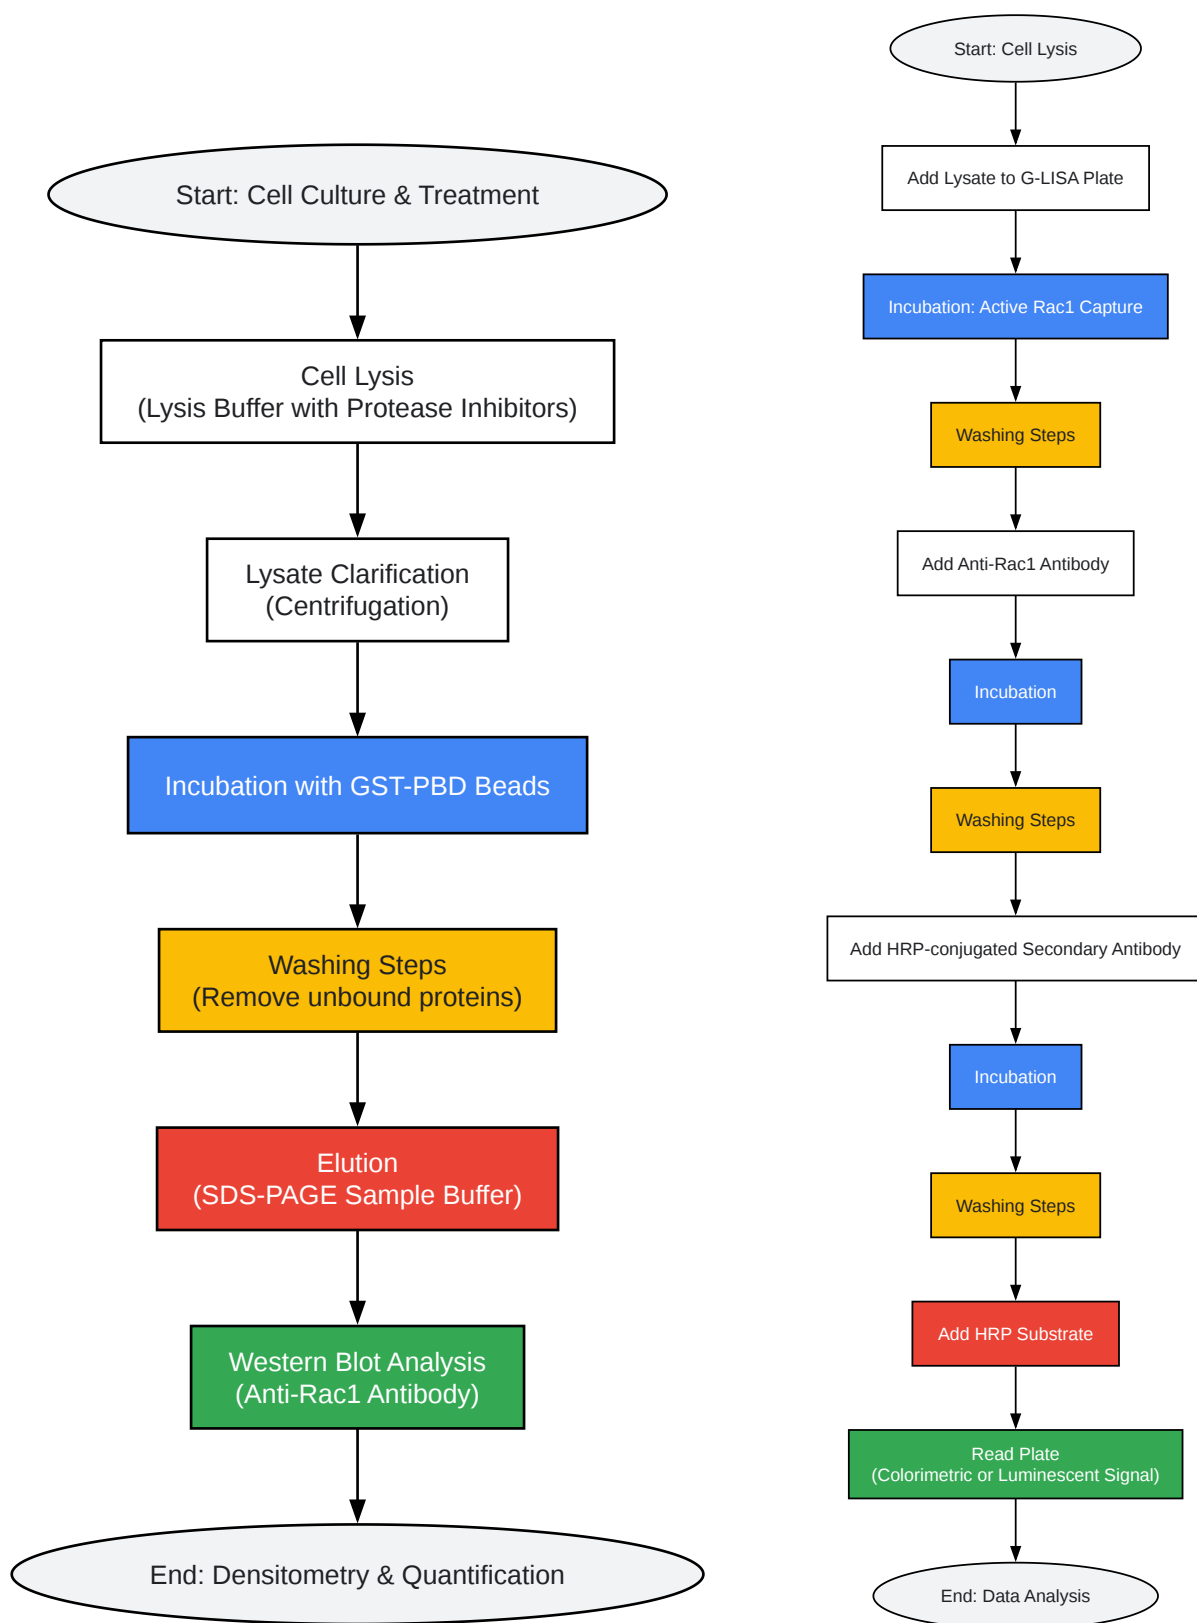 Start: Cell Culture & Treatment
Cell Lysis
(Lysis Buffer with Protease Inhibitors)
Lysate Clarification
(Centrifugation)
Incubation with GST-PBD Beads
Washing Steps
(Remove unbound proteins)
Elution
(SDS-PAGE Sample Buffer)
Western Blot Analysis
(Anti-Rac1 Antibody)
End: Densitometry & Quantification
Start: Cell Lysis
Add Lysate to G-LISA Plate
Incubation: Active Rac1 Capture
Washing Steps
Add Anti-Rac1 Antibody
Incubation
Washing Steps
Add HRP-conjugated Secondary Antibody
Incubation
Washing Steps
Add HRP Substrate
Read Plate
(Colorimetric or Luminescent Signal)
End: Data Analysis